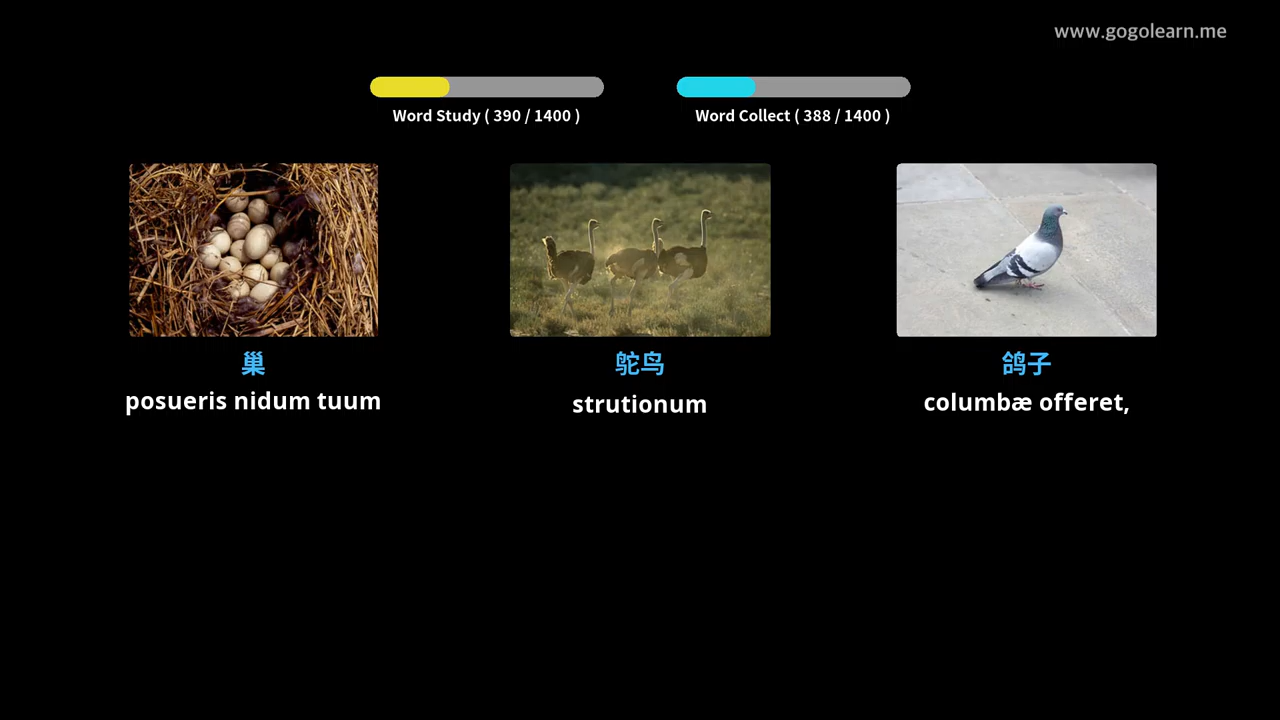 www.gogolearn.me
Word Study ( 390 / 1400 )
Word Collect ( 388 / 1400 )
巢
鸵鸟
鸽子
posueris nidum tuum
strutionum
columbæ offeret,